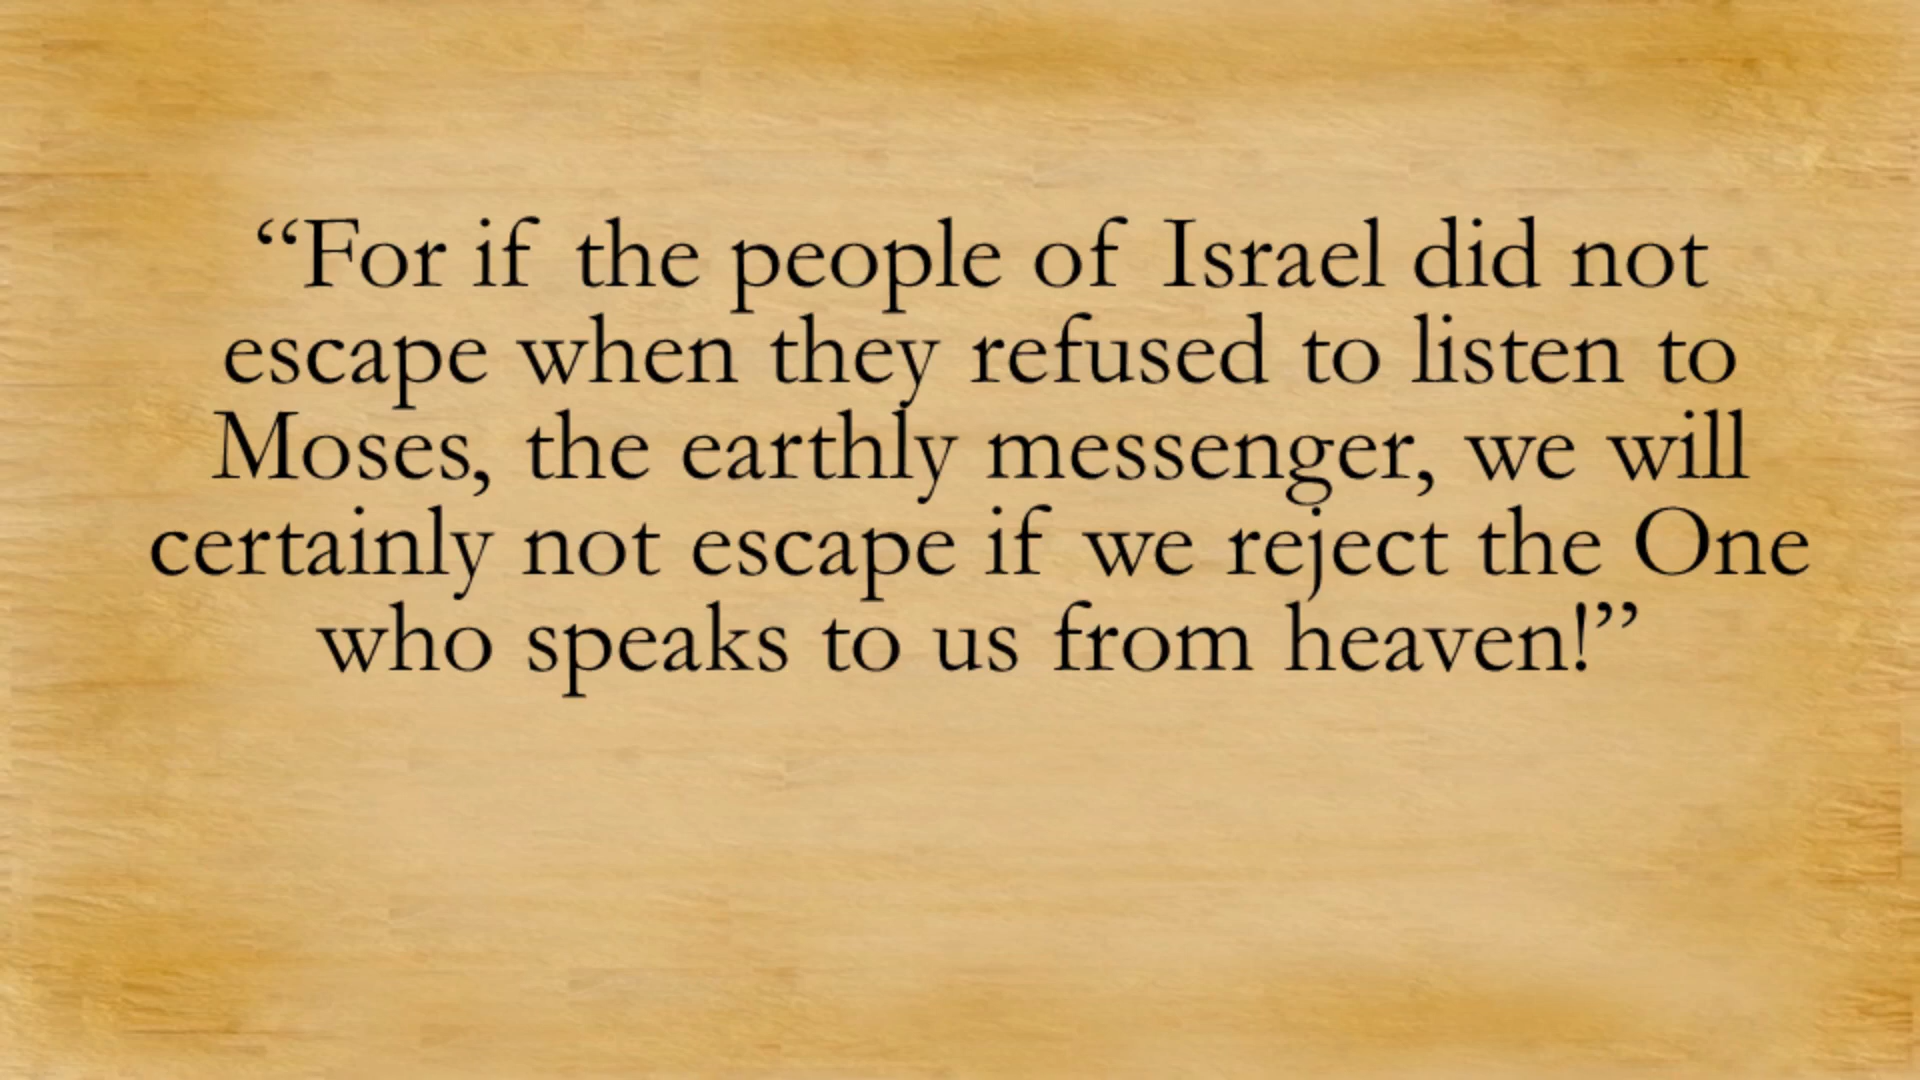 “For if the people of Israel did not
escape when they refused to listen to
Moses, the earthly messenger, we will
certainly not escape if we reject the One
who speaks to us from heaven!”